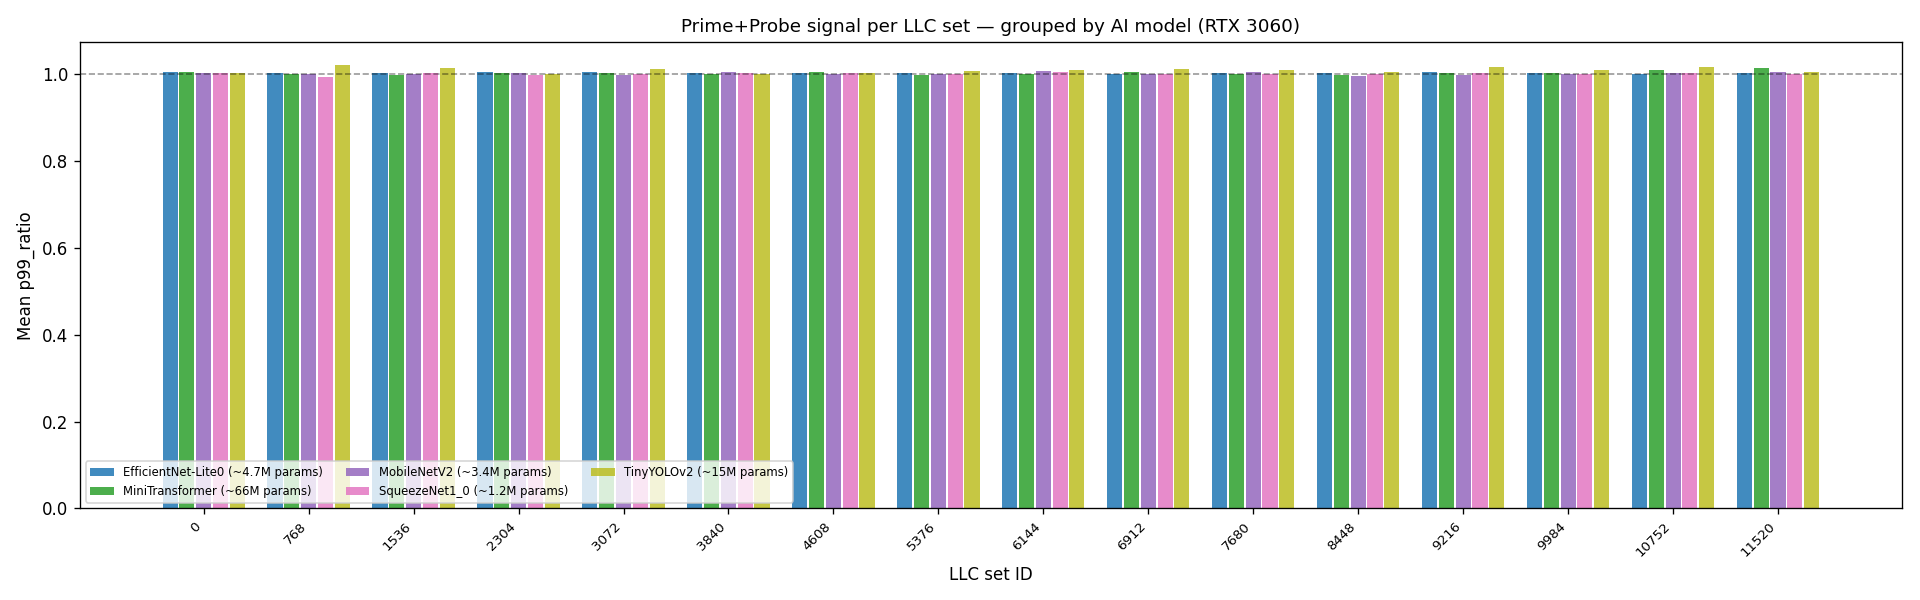 Prime+Probe signal per LLC set — grouped by AI model (RTX 3060)
Mean p99_ratio
1.0
0.8
0.6
0.4
0.2
0.0
EfficientNet-Lite0 (~4.7M params)
MiniTransformer (~66M params)
MobileNetV2 (~3.4M params)
SqueezeNet1_0 (~1.2M params)
TinyYOLOv2 (~15M params)
0
768
1536
2304
3072
3840
4608
5376
6144
6912
7680
8448
9216
9984
10752
11520
LLC set ID